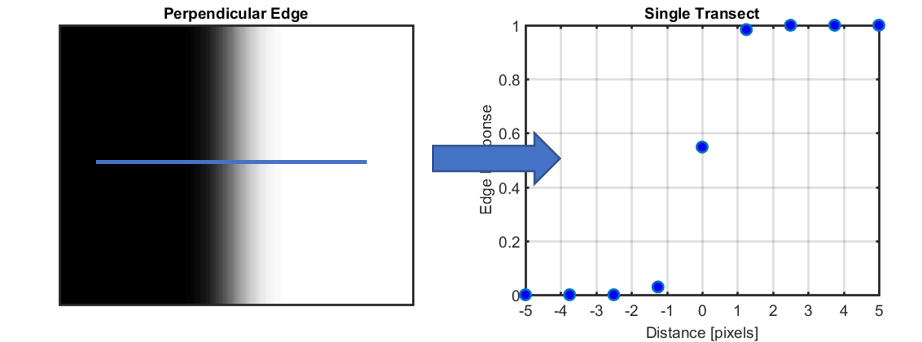 Perpendicular Edge
Single Transect
1
0.8
0.6
0.4
0.2
0
-5 -4 -3 -2 -1 0 1 2 3 4 5
Distance [pixels]
Edge